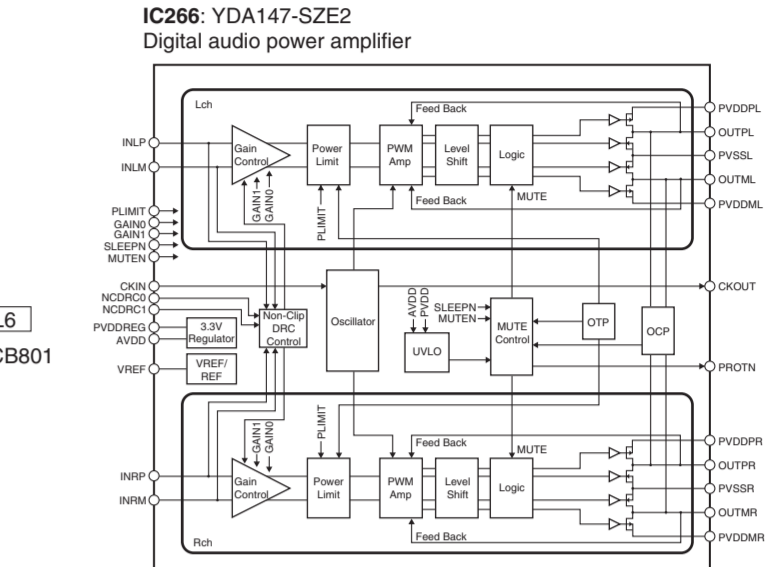 IC266: YDA147-SZE2
Digital audio power amplifier
Lch
Feed Back
PVDDPL
OUTPL
INLP
Gain
Control
Power
Limit
PWM
Amp
Level
Shift
Logic
PVSSL
INLM
OUTML
Feed Back
MUTE
PVDDML
GAIN1
GAIN0
PLIMIT
PLIMIT
GAIN0
GAIN1
SLEEPN
MUTEN
CKIN
CKOUT
NCDRC0
NCDRC1
Non-Clip
DRC
Control
Oscillator
AVDD
PVDD
SLEEPN
MUTEN
MUTE
Control
OTP
OCP
L6
CB801
PVDDREG
AVDD
3.3V
Regulator
UVLO
VREF
VREF/
REF
PROTN
GAIN1
GAIN0
PLIMIT
Feed Back
MUTE
PVDDPR
OUTPR
INRP
Gain
Control
Power
Limit
PWM
Amp
Level
Shift
Logic
PVSSR
INRM
OUTMR
Feed Back
PVDDMR
Rch